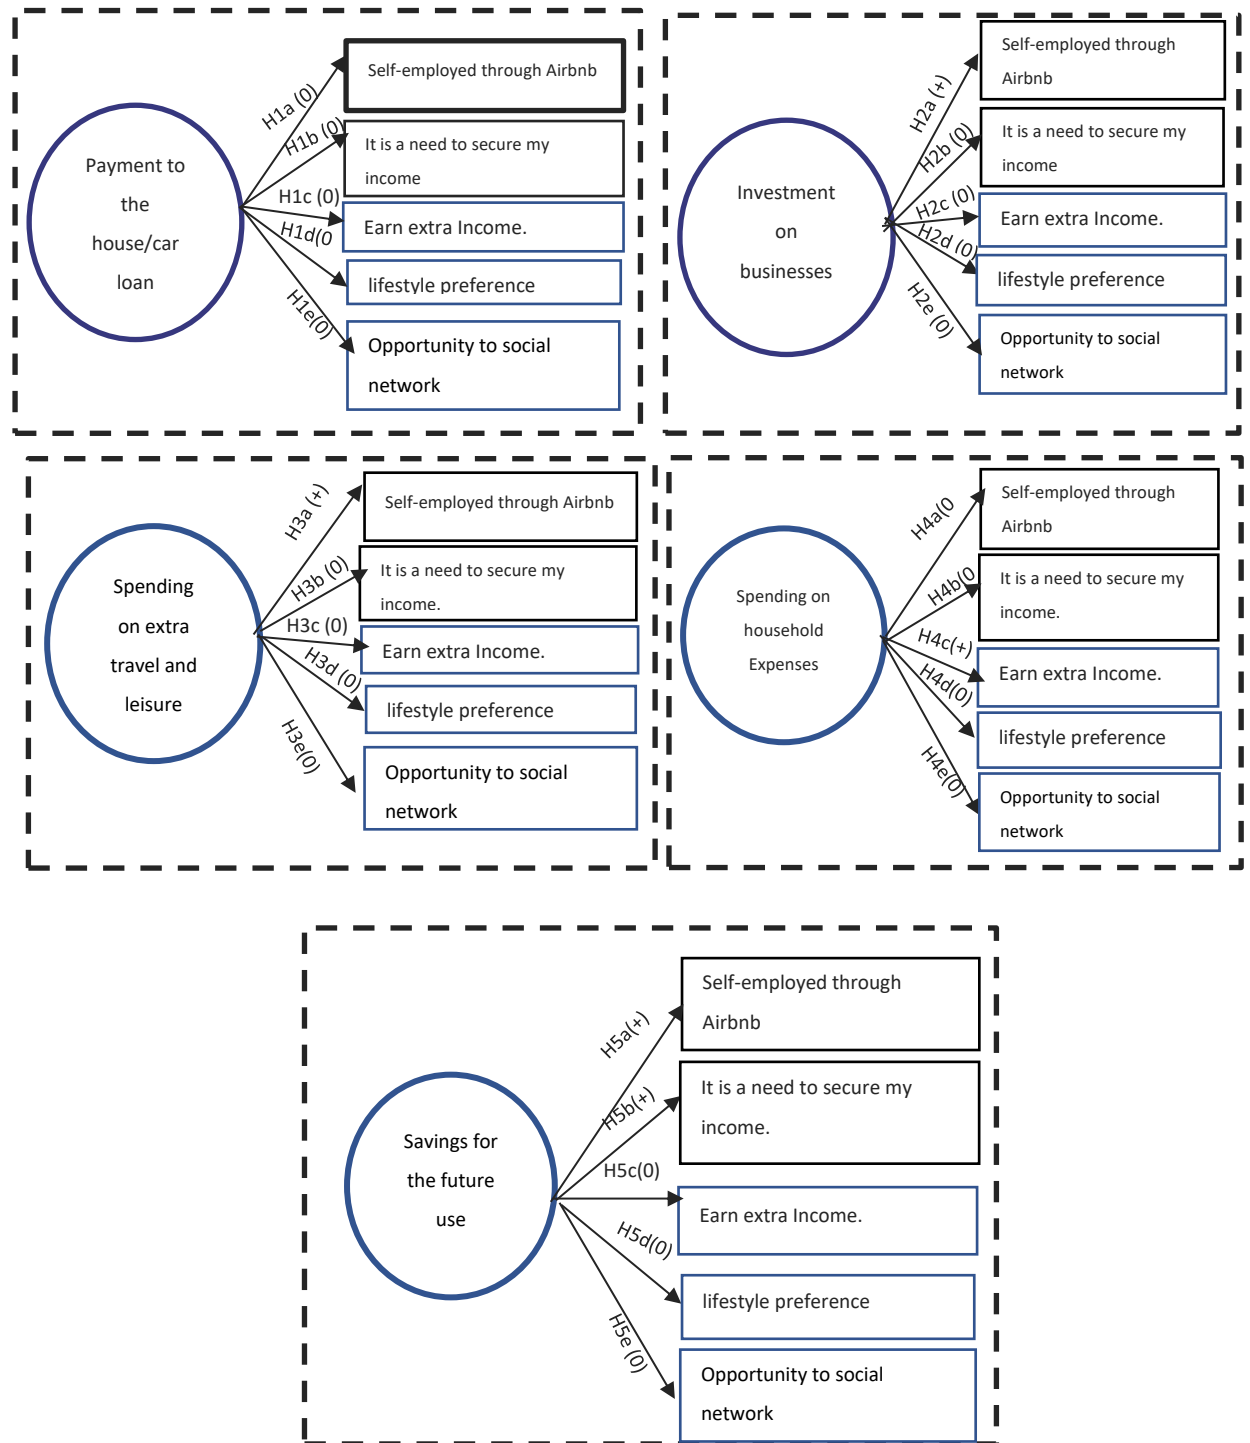 Payment to
the
house/car
loan
H1a (0)
H1b (0)
H1c (0)
H1d(0
H1e(0)
Self-employed through Airbnb
It is a need to secure my
income
Earn extra Income.
lifestyle preference
Opportunity to social
network
Investment
on
businesses
H2a (+)
H2b (0)
H2c (0)
H2d (0)
H2e (0)
Self-employed through
Airbnb
It is a need to secure my
income
Earn extra Income.
lifestyle preference
Opportunity to social
network
Spending
on extra
travel and
leisure
H3a (+)
H3b (0)
H3c (0)
H3d (0)
H3e(0)
Self-employed through Airbnb
It is a need to secure my
income.
Earn extra Income.
lifestyle preference
Opportunity to social
network
Spending on
household
Expenses
H4a(0
H4b(0
H4c(+)
H4d(0)
H4e(0)
Self-employed through
Airbnb
It is a need to secure my
income.
Earn extra Income.
lifestyle preference
Opportunity to social
network
Savings for
the future
use
H5a(+)
H5b(+)
H5c(0)
H5d(0)
H5e (0)
Self-employed through
Airbnb
It is a need to secure my
income.
Earn extra Income.
lifestyle preference
Opportunity to social
network